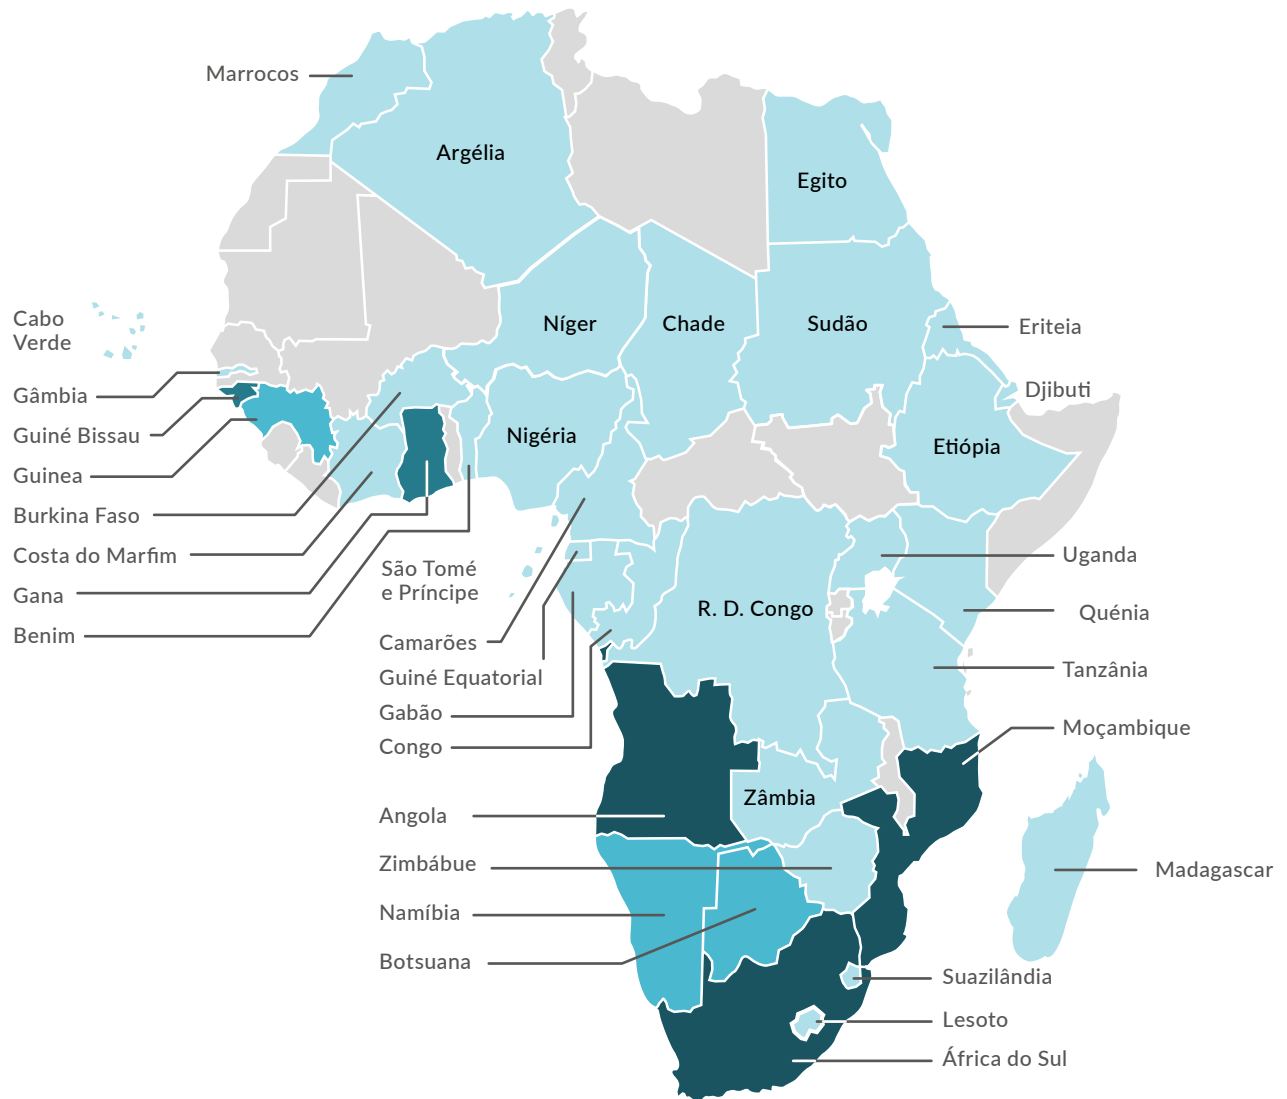 Marrocos
Argélia
Egito
Cabo
Verde
Níger
Chade
Sudão
Eriteia
Gâmbia
Djibuti
Guiné Bissau
Nigéria
Etiópia
Guinea
Burkina Faso
Costa do Marfim
Uganda
São Tomé
e Príncipe
Gana
R. D. Congo
Quénia
Benim
Camarões
Guiné Equatorial
Tanzânia
Gabão
Moçambique
Congo
Zâmbia
Angola
Zimbábue
Madagascar
Namíbia
Botsuana
Suazilândia
Lesoto
África do Sul